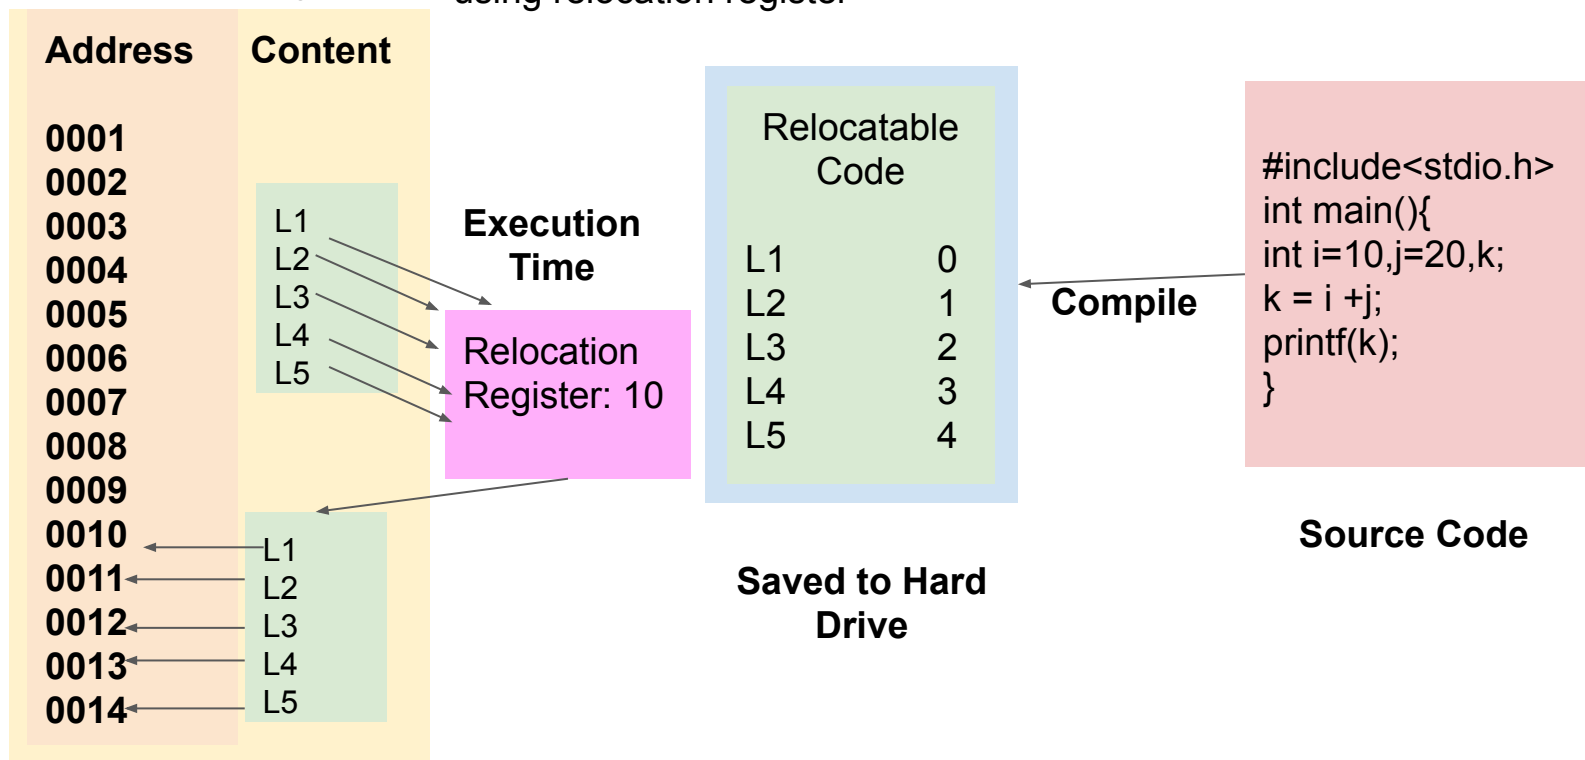 using relocation register
Address Content
0001
0002
0003
0004
0005
0006
0007
0008
0009
0010
0011
0012
0013
0014
L1
L2
L3
L4
L5
L1
L2
L3
L4
L5
Execution
Time
Relocation
Register: 10
Relocatable
Code
L1 0
L2 1
L3 2
L4 3
L5 4
Saved to Hard
Drive
Compile
#include<stdio.h>
int main(){
int i=10,j=20,k;
k = i +j;
printf(k);
}
Source Code